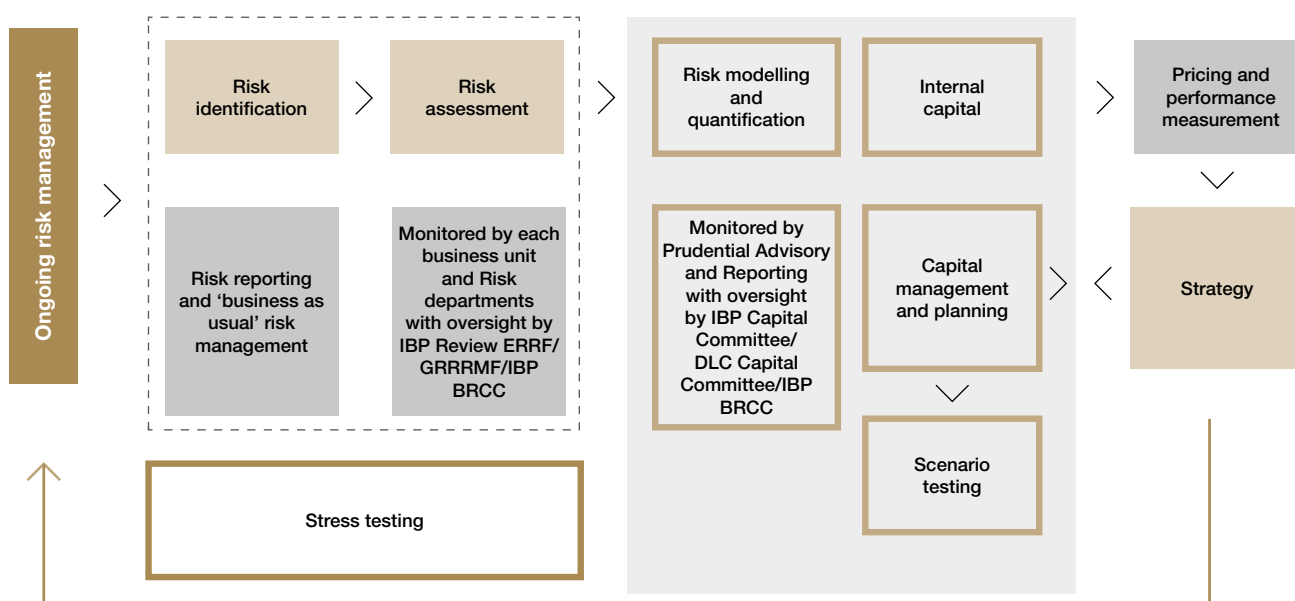 Ongoing risk management
Risk
identification
Risk
assessment
Risk modelling
and
quantification
Internal
capital
Pricing and
performance
measurement
Risk reporting
and ‘business as
usual’ risk
management
Monitored by each
business unit
and Risk
departments
with oversight by
IBP Review ERRF/
GRRRMF/IBP
BRCC
Monitored by
Prudential Advisory
and Reporting
with oversight
by IBP Capital
Committee/
DLC Capital
Committee/IBP
BRCC
Capital
management
and planning
Strategy
Stress testing
Scenario
testing